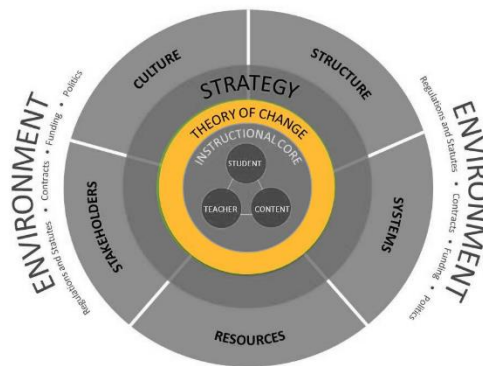 ENVIRONMENT
Regulations and Statutes • Contracts • Funding • Politics
CULTURE
STRUCTURE
STRATEGY
THEORY OF CHANGE
INSTRUCTIONAL CORE
STUDENT
TEACHER
CONTENT
STAKEHOLDERS
SYSTEMS
RESOURCES
ENVIRONMENT
Regulations and Statutes • Contracts • Funding • Politics